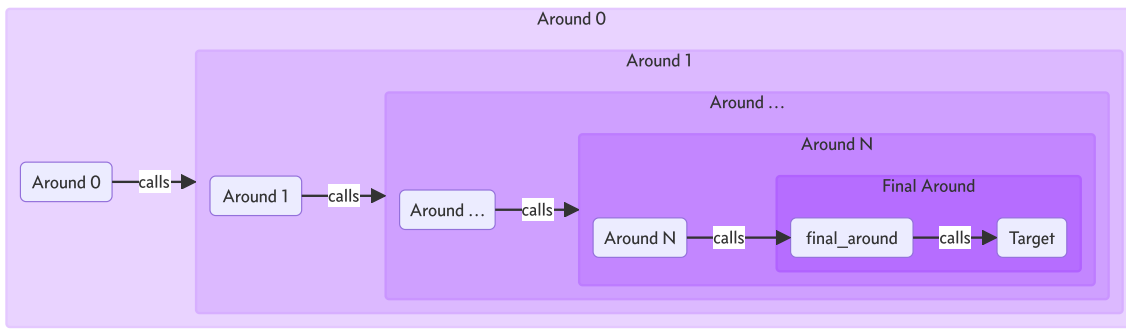 Around 0
Around 1
Around ...
Around N
Final Around
Around 0
calls
Around 1
calls
Around ...
calls
Around N
calls
final_around
calls
Target